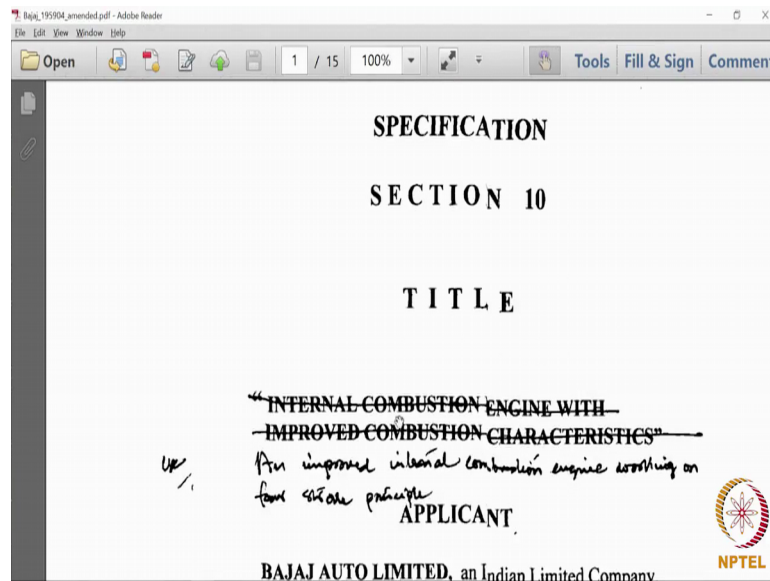 Bajaj_195904_amended.pdf - Adobe Reader
File Edit View Window Help
Open 1 / 15 100% Tools Fill & Sign Commen
SPECIFICATION
SECTION 10
TITLE
"INTERNAL COMBUSTION ENGINE WITH
IMPROVED COMBUSTION CHARACTERISTICS"
An improved internal combustion engine working on
four stroke principle
APPLICANT
BAJAJ AUTO LIMITED, an Indian Limited Company
NPTEL